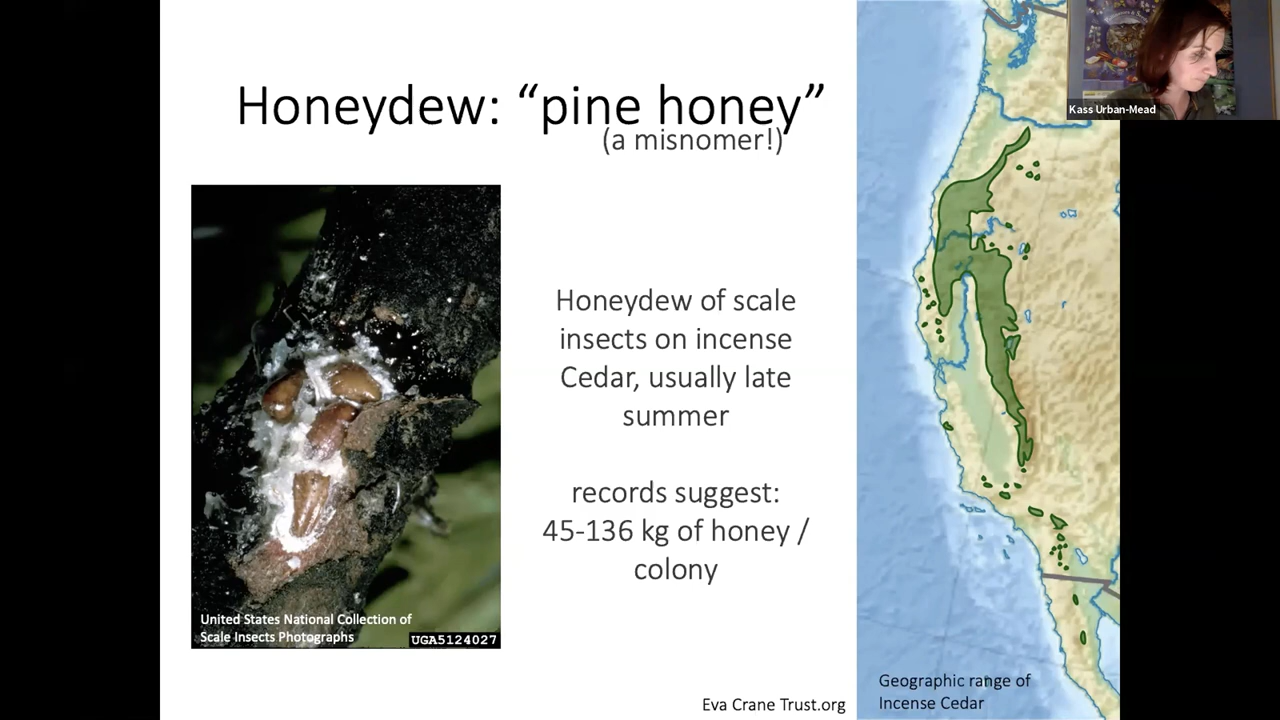 Honeydew: “pine honey”
(a misnomer!)
Honeydew of scale
insects on incense
Cedar, usually late
summer
records suggest:
45-136 kg of honey /
colony
United States National Collection of
Scale Insects Photographs
UGA5124027
Eva Crane Trust.org
Geographic range of
Incense Cedar
Kass Urban-Mead